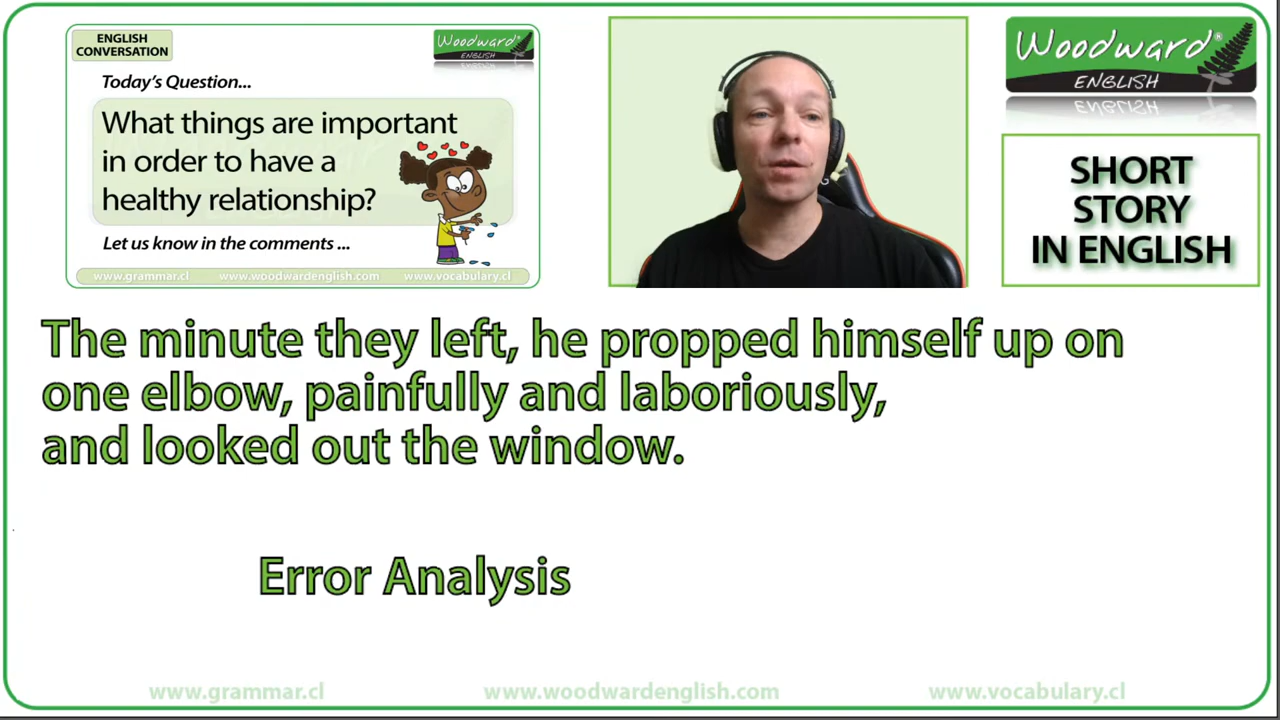 ENGLISH
CONVERSATION
Woodward
ENGLISH
Today's Question...
What things are important
in order to have a
healthy relationship?
Let us know in the comments ...
www.grammar.cl
www.woodwardenglish.com
www.vocabulary.cl
Woodward®
ENGLISH
SHORT
STORY
IN ENGLISH
The minute they left, he propped himself up on
one elbow, painfully and laboriously,
and looked out the window.
Error Analysis
www.grammar.cl
www.woodwardenglish.com
www.vocabulary.cl